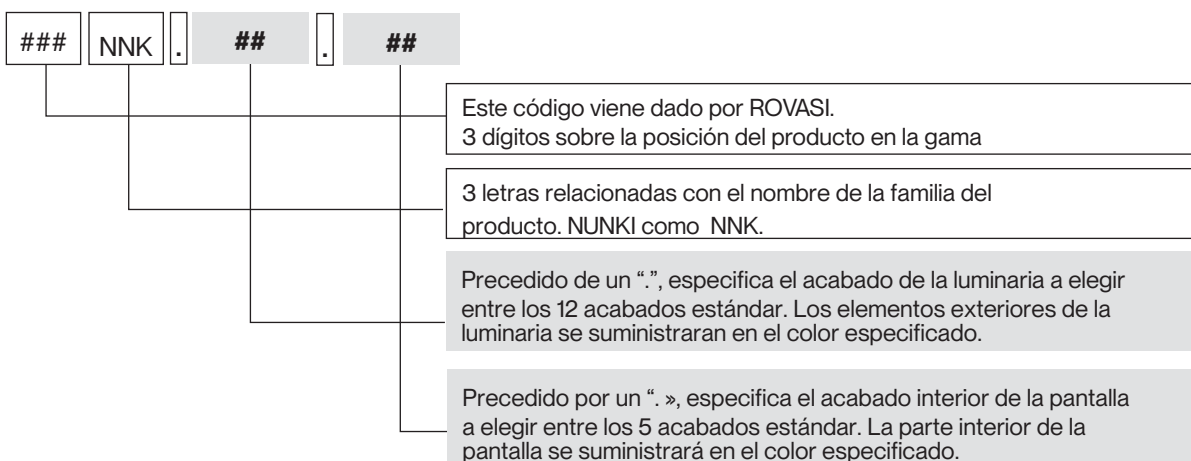 ### NNK . ## . ##
Este código viene dado por ROVASI.
3 dígitos sobre la posición del producto en la gama
3 letras relacionadas con el nombre de la familia del
producto. NUNKI como  NNK.
Precedido de un “.”, especifica el acabado de la luminaria a elegir
entre los 12 acabados estándar. Los elementos exteriores de la
luminaria se suministraran en el color especificado.
Precedido por un “. », especifica el acabado interior de la pantalla
a elegir entre los 5 acabados estándar. La parte interior de la
pantalla se suministrará en el color especificado.